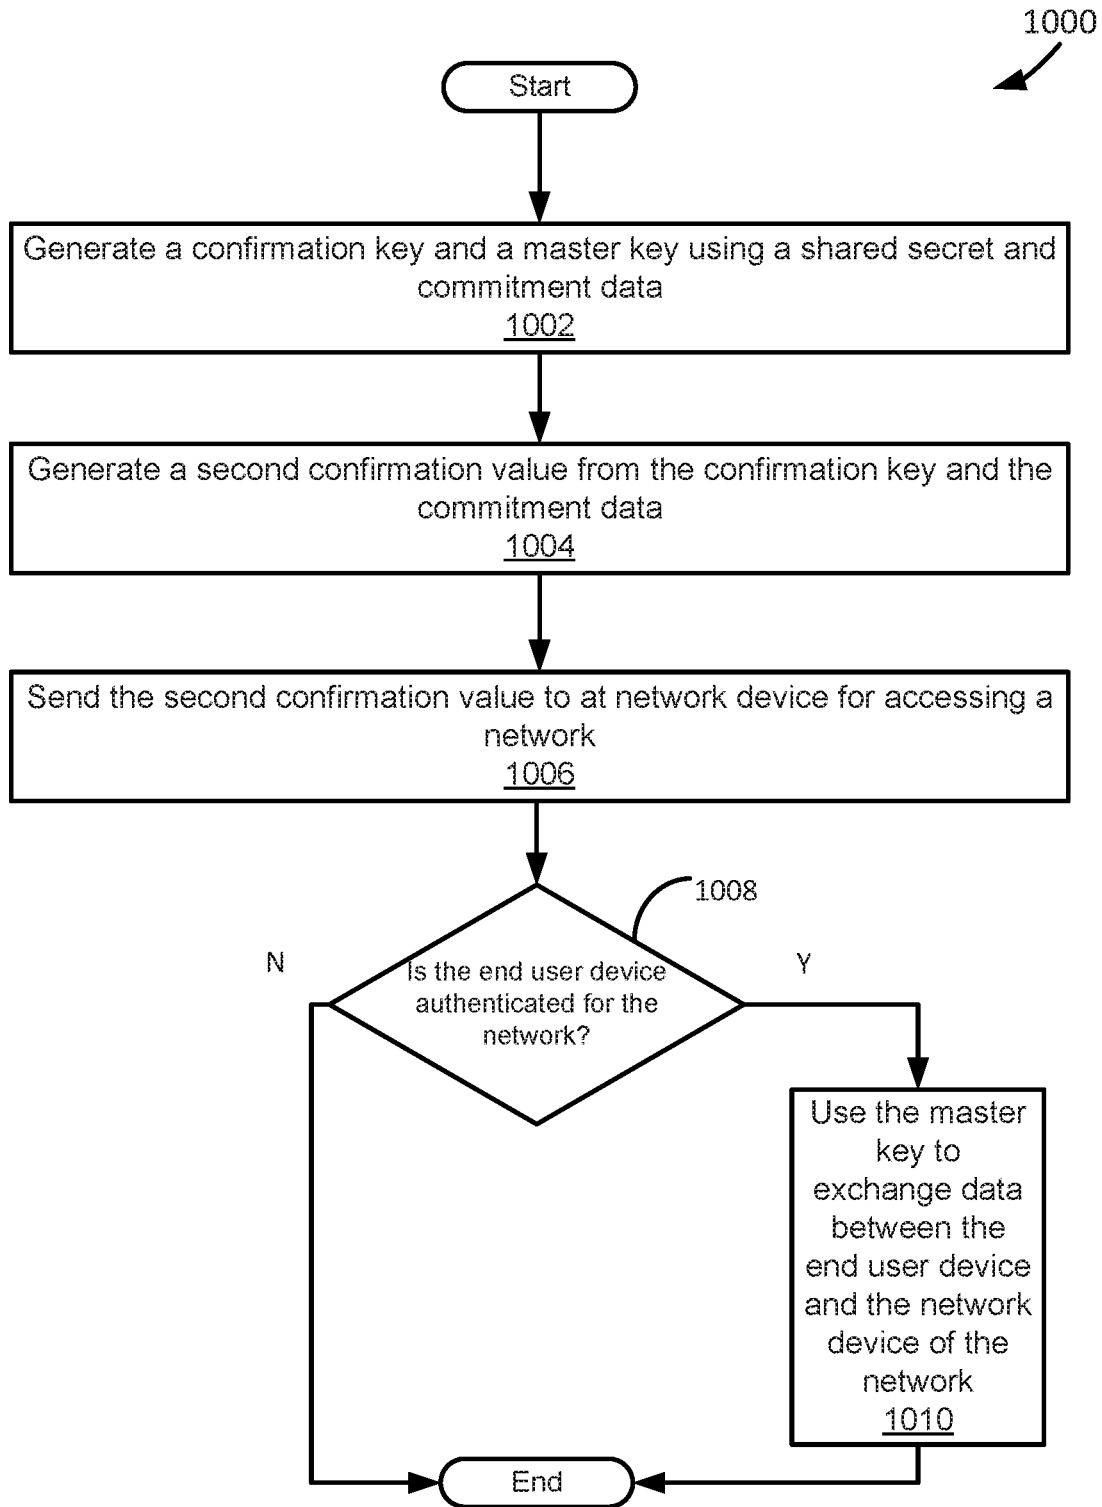 1000
Start
Generate a confirmation key and a master key using a shared secret and
commitment data
1002
Generate a second confirmation value from the confirmation key and the
commitment data
1004
Send the second confirmation value to at network device for accessing a
network
1006
1008
N
Y
Is the end user device
authenticated for the
network?
Use the master
key to
exchange data
between the
end user device
and the network
device of the
network
1010
End